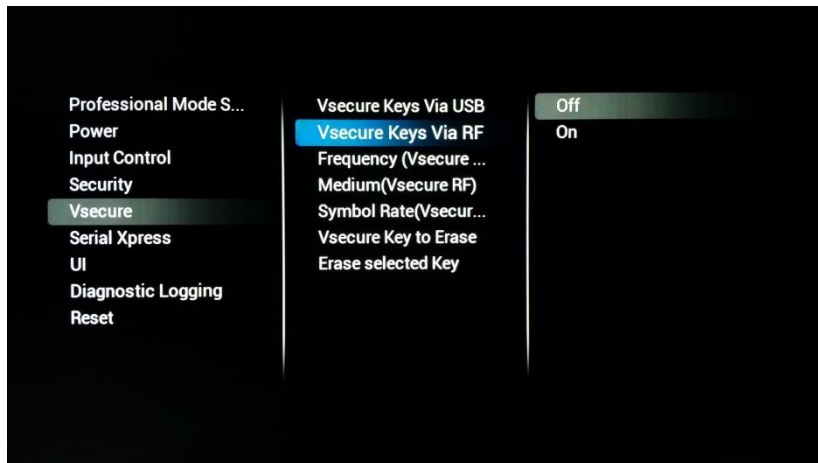 Professional Mode S...
Power
Input Control
Security
Vsecure
Serial Xpress
UI
Diagnostic Logging
Reset
Vsecure Keys Via USB
Vsecure Keys Via RF
Frequency (Vsecure ...
Medium(Vsecure RF)
Symbol Rate(Vsecur...
Vsecure Key to Erase
Erase selected Key
Off
On